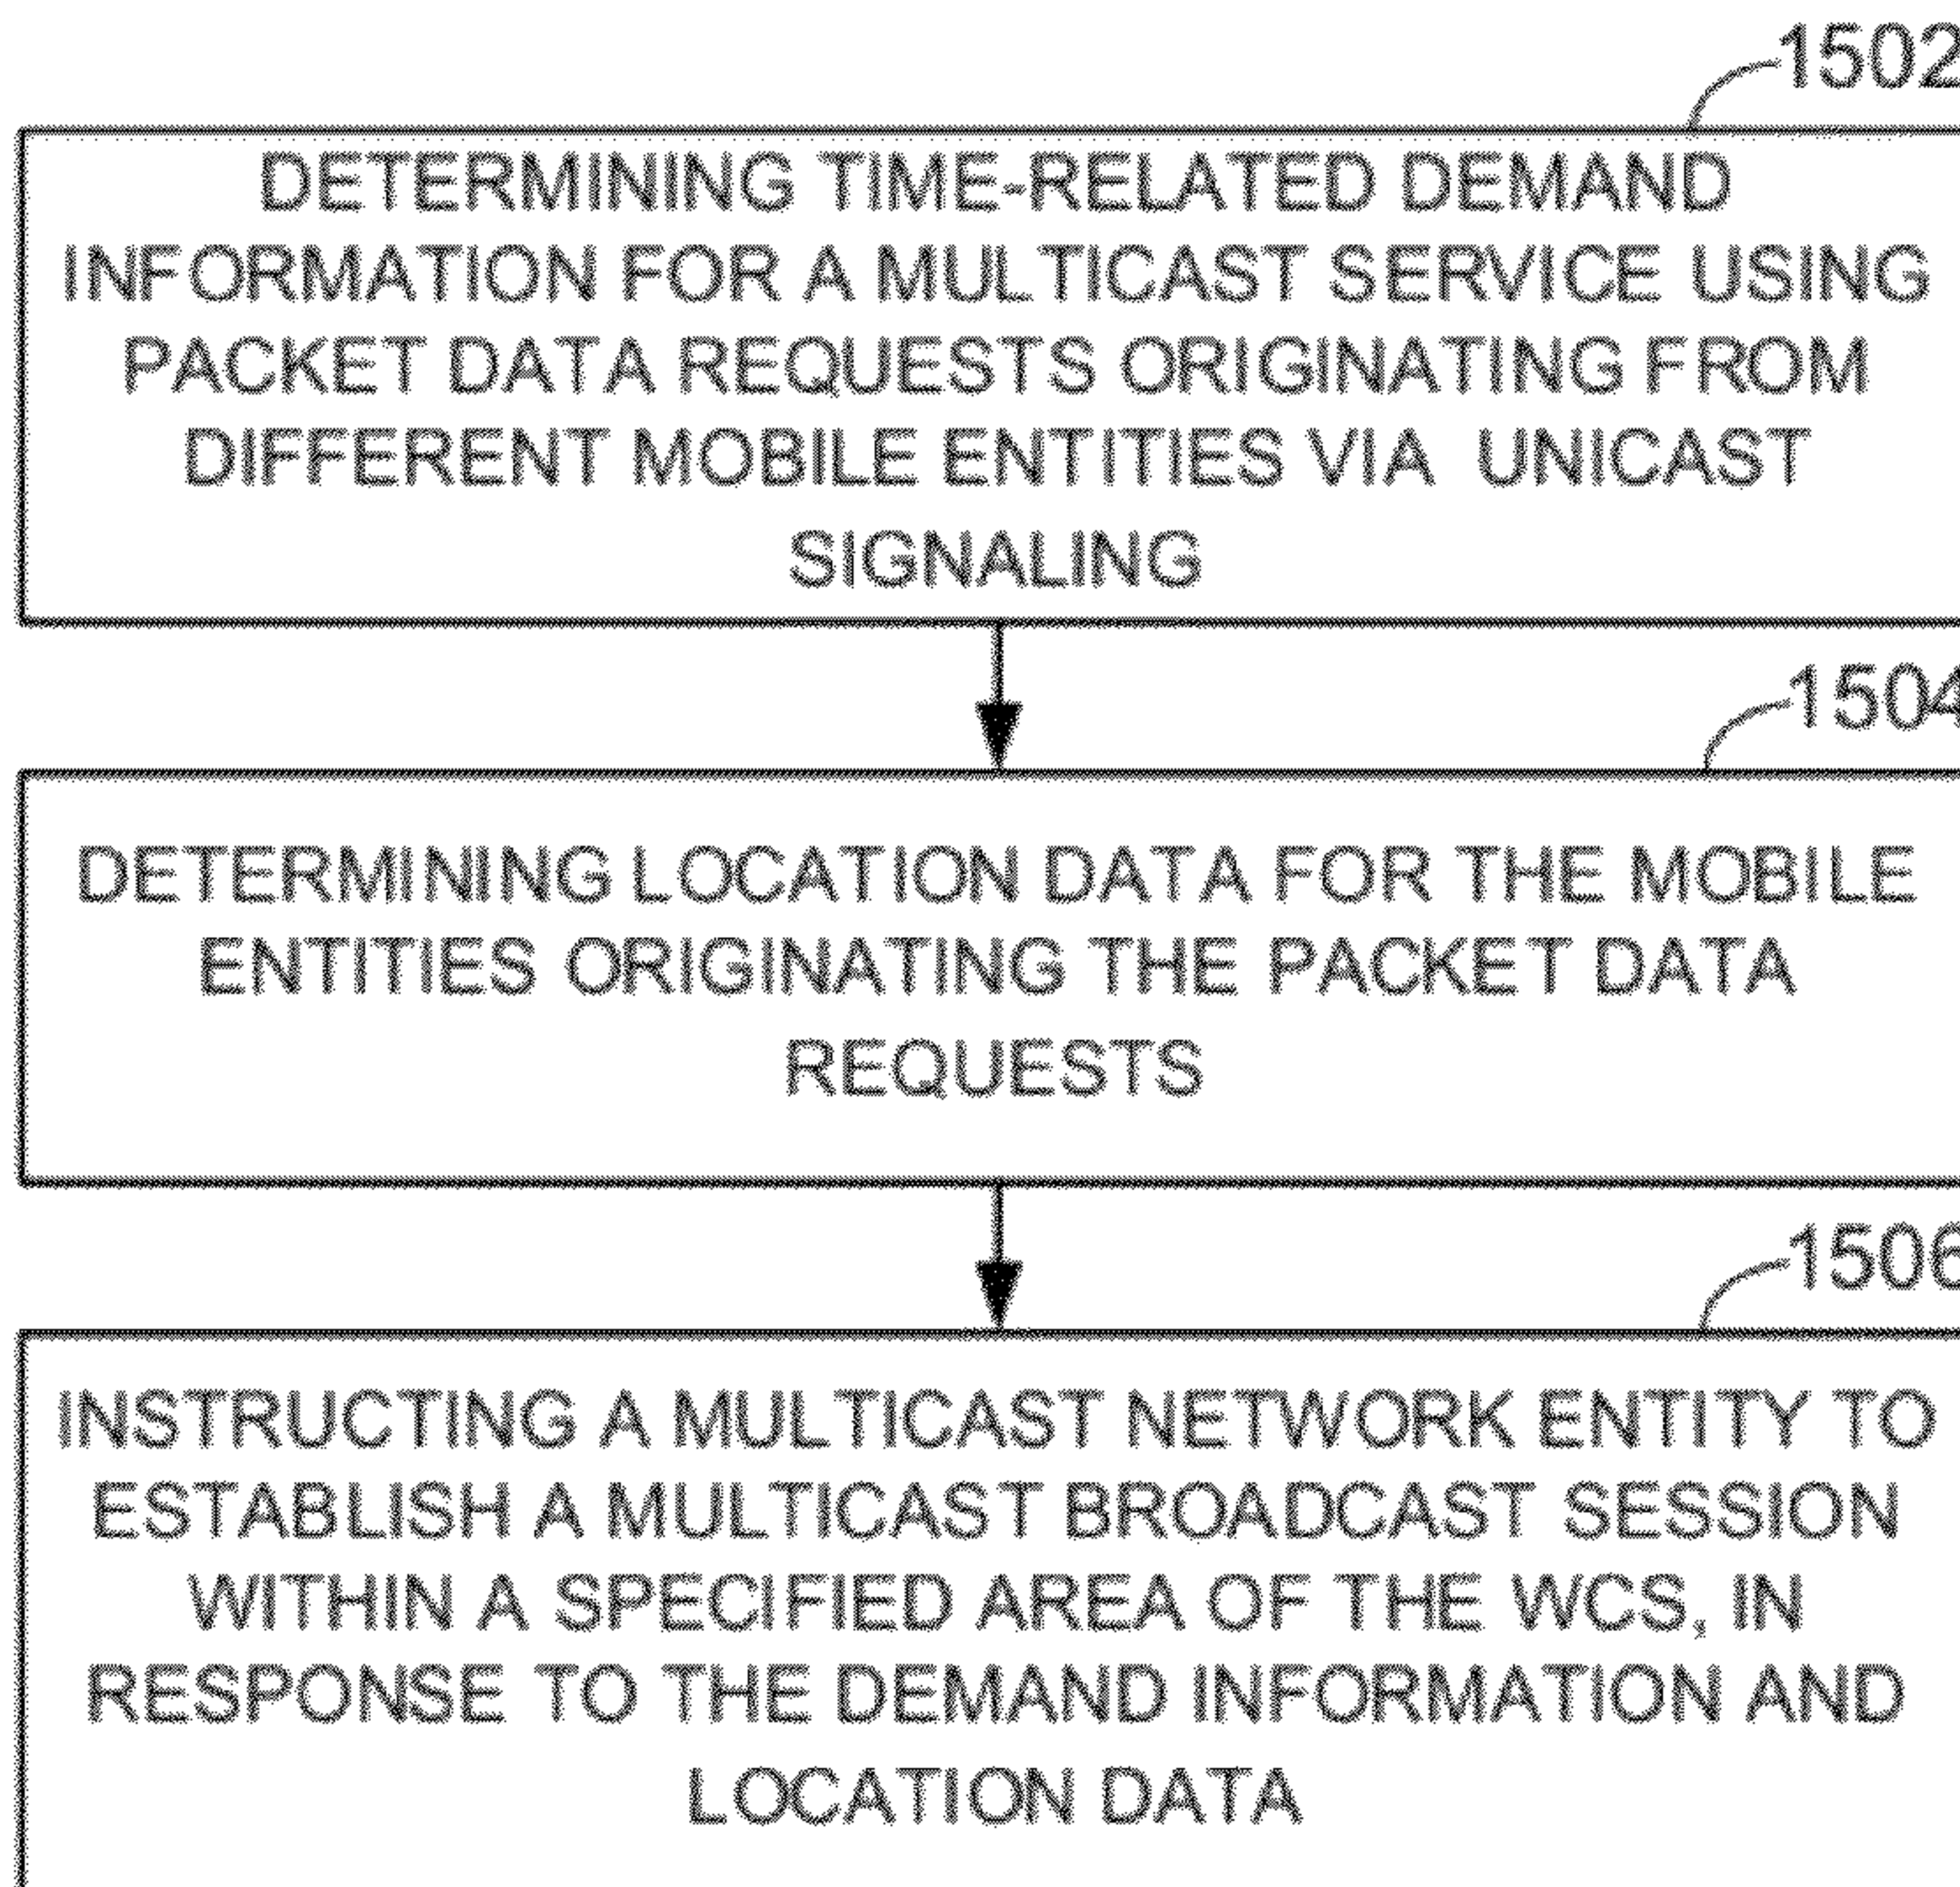 1502
DETERMINING TIME-RELATED DEMAND
INFORMATION FOR A MULTICAST SERVICE USING
PACKET DATA REQUESTS ORIGINATING FROM
DIFFERENT MOBILE ENTITIES VIA UNICAST
SIGNALING
1504
DETERMINING LOCATION DATA FOR THE MOBILE
ENTITIES ORIGINATING THE PACKET DATA
REQUESTS
1506
INSTRUCTING A MULTICAST NETWORK ENTITY TO
ESTABLISH A MULTICAST BROADCAST SESSION
WITHIN A SPECIFIED AREA OF THE WCS, IN
RESPONSE TO THE DEMAND INFORMATION AND
LOCATION DATA